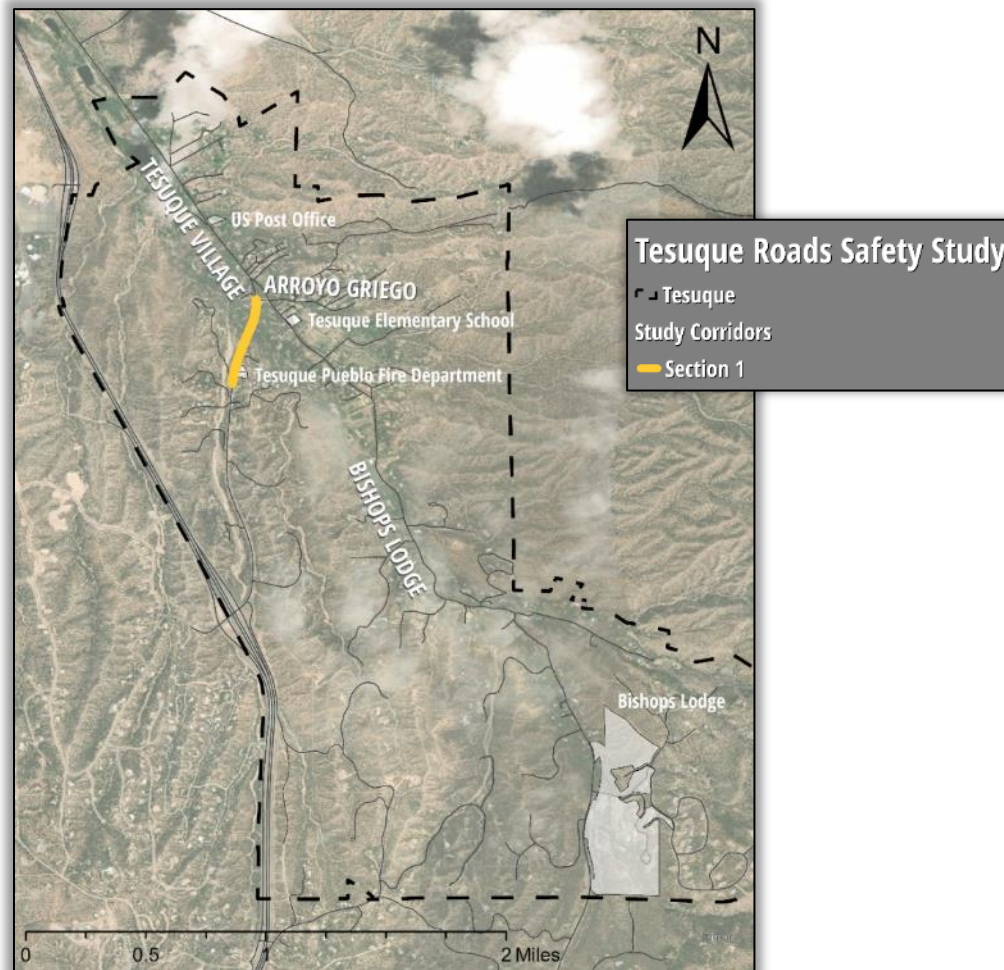 N
TESUQUE VILLAGE
US Post Office
ARROYO GRIEGO
Tesuque Elementary School
Tesuque Pueblo Fire Department
BISHOPS LODGE
Bishops Lodge
0 0.5 1 2 Miles
Tesuque Roads Safety Study
Tesuque
Study Corridors
Section 1